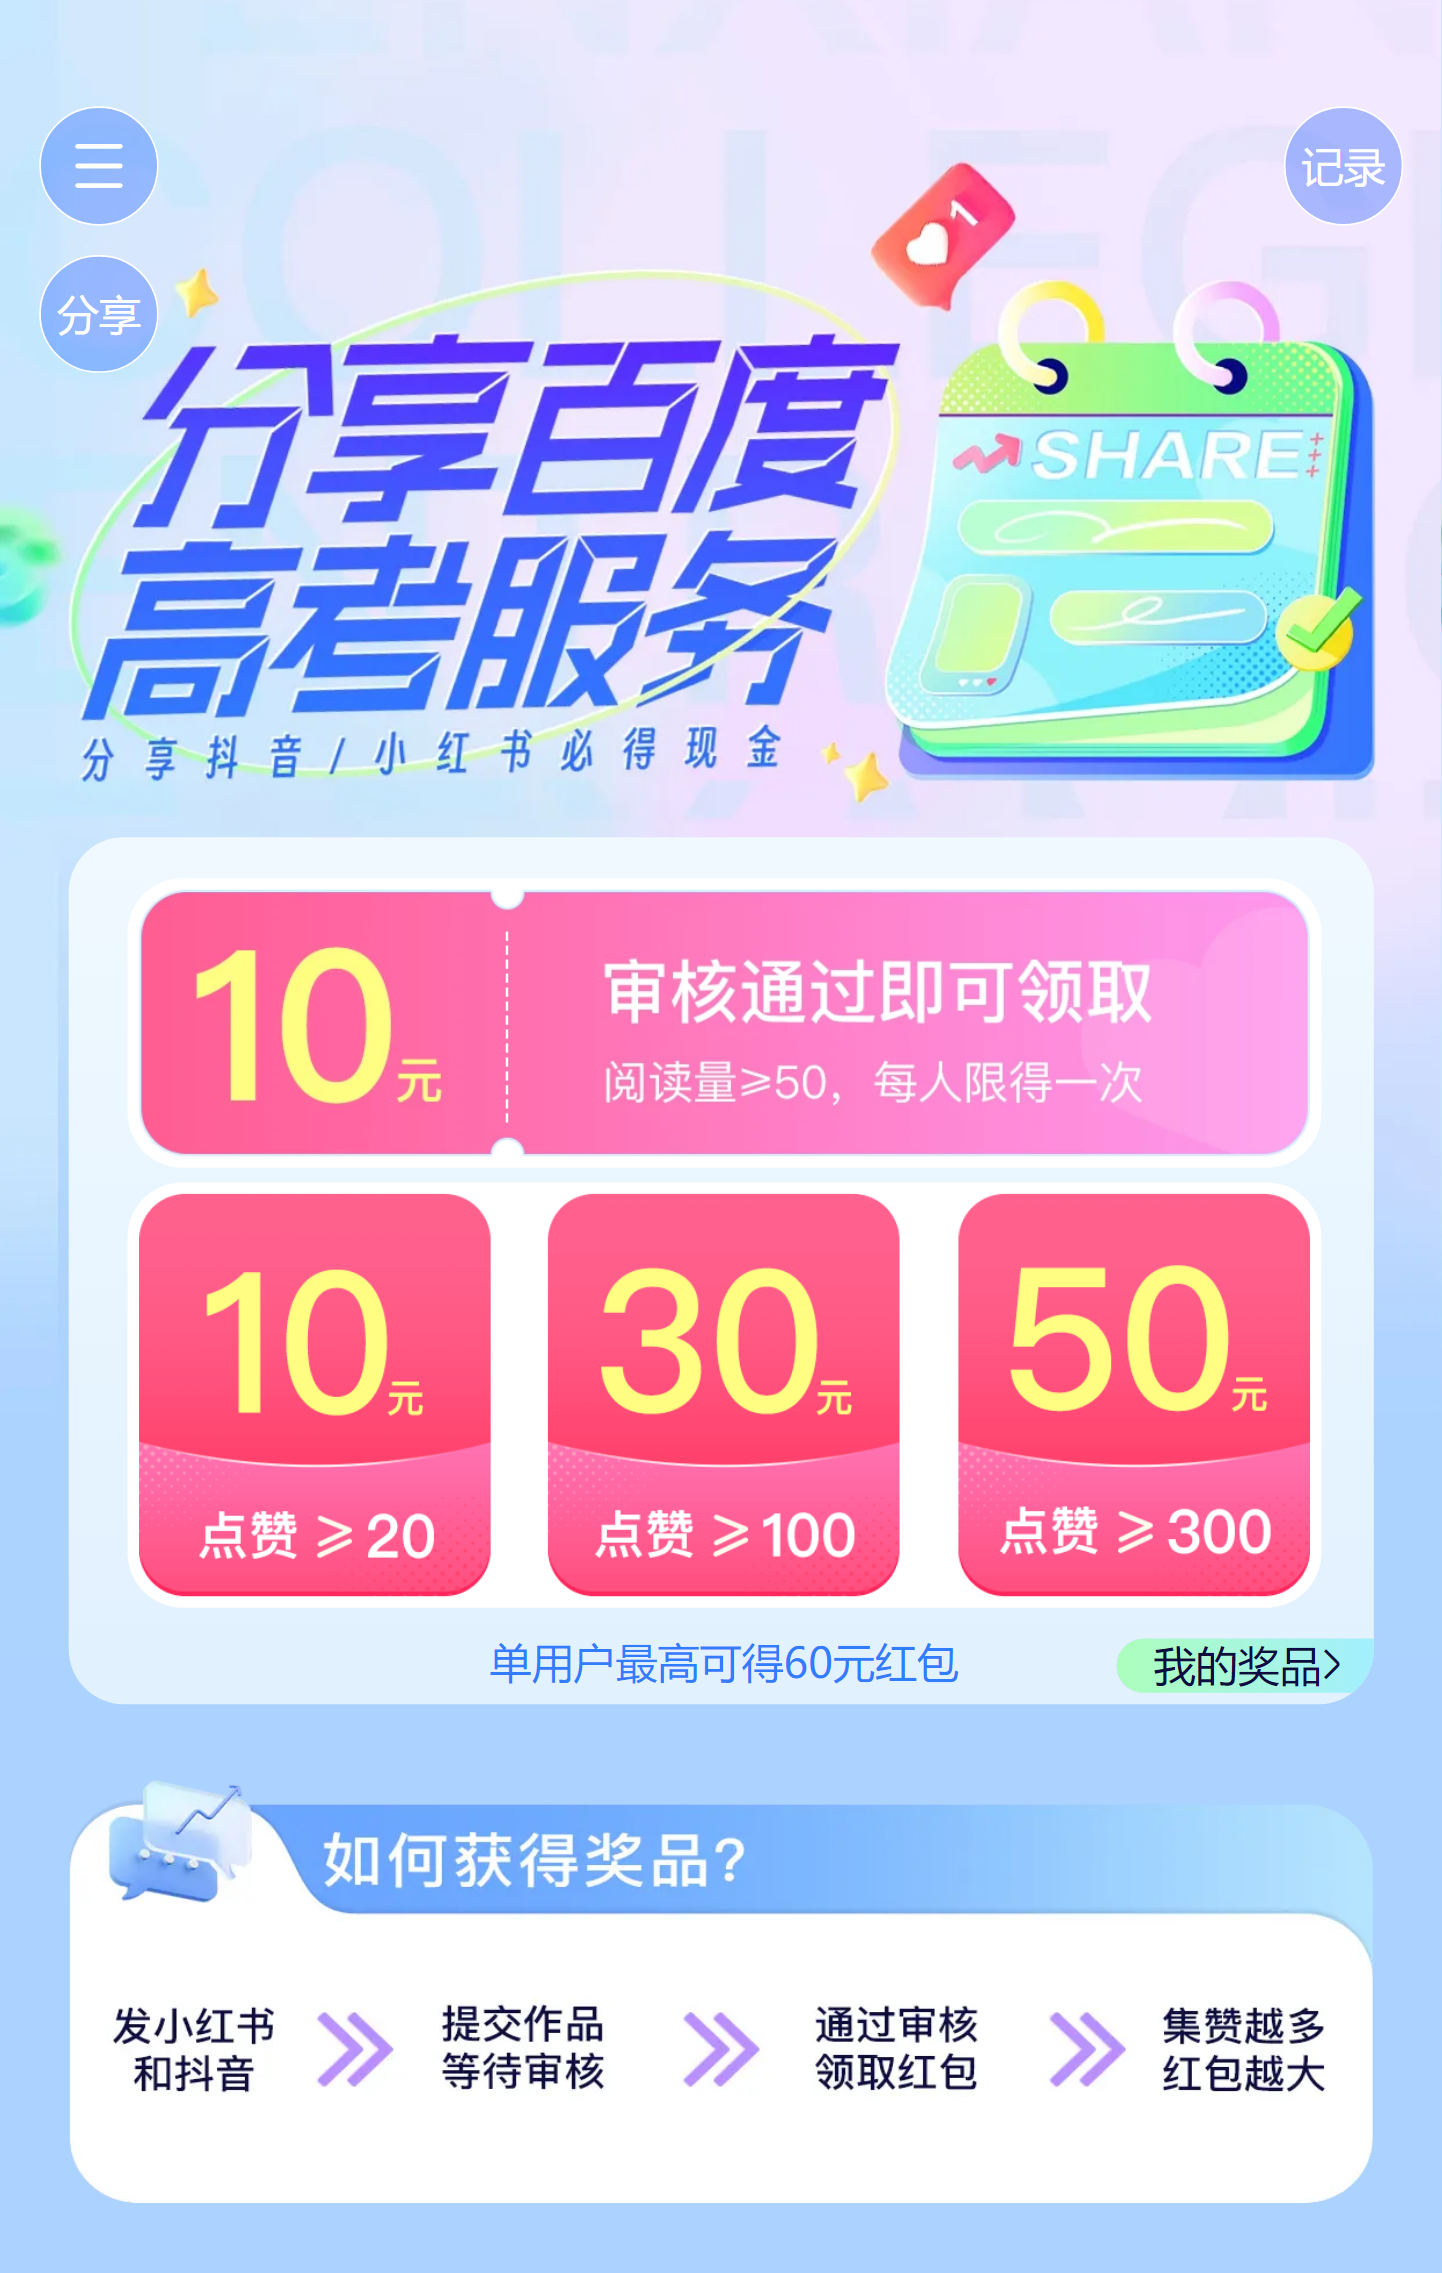 记录
分享
分享百度
高考服务
分享抖音/小红书必得现金
1
SHARE
10元
审核通过即可领取
阅读量≥50，每人限得一次
10元
点赞≥20
30元
点赞≥100
50元
点赞≥300
单用户最高可得60元红包
我的奖品>
如何获得奖品?
发小红书
和抖音
提交作品
等待审核
通过审核
领取红包
集赞越多
红包越大